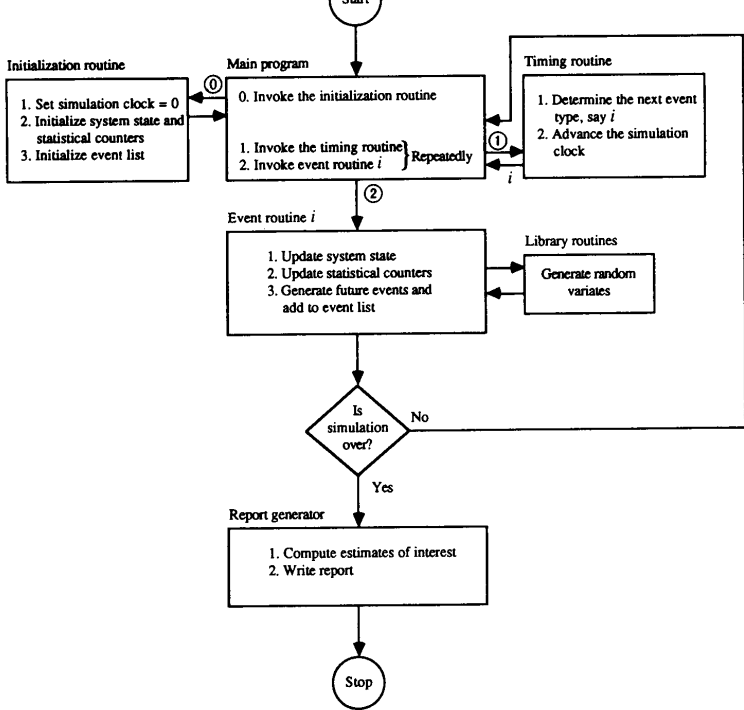 Start
Initialization routine
1. Set simulation clock = 0
2. Initialize system state and
statistical counters
3. Initialize event list
⓪
Main program
0. Invoke the initialization routine
1. Invoke the timing routine
2. Invoke event routine i
Repeatedly
①
i
Timing routine
1. Determine the next event
type, say i
2. Advance the simulation
clock
②
Event routine i
1. Update system state
2. Update statistical counters
3. Generate future events and
add to event list
Library routines
Generate random
variates
Is
simulation
over?
No
Yes
Report generator
1. Compute estimates of interest
2. Write report
Stop